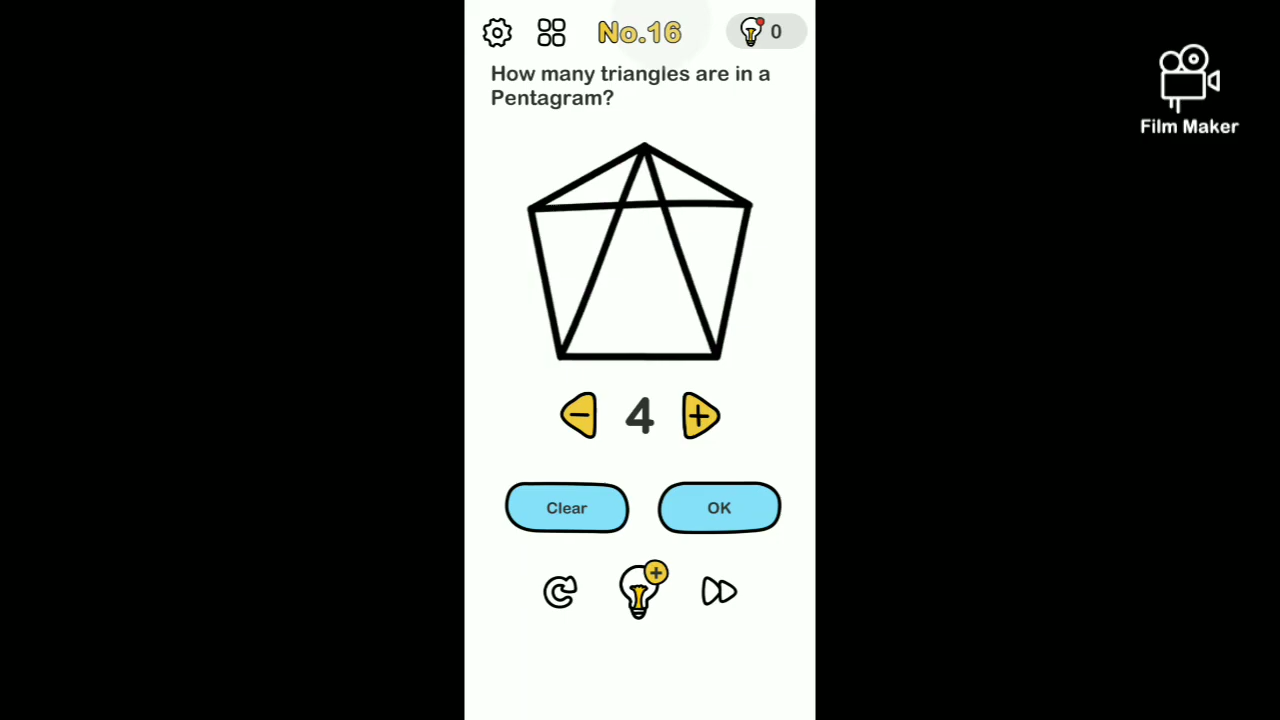 No.16
0
How many triangles are in a
Pentagram?
Film Maker
− 4 +
Clear
OK
+